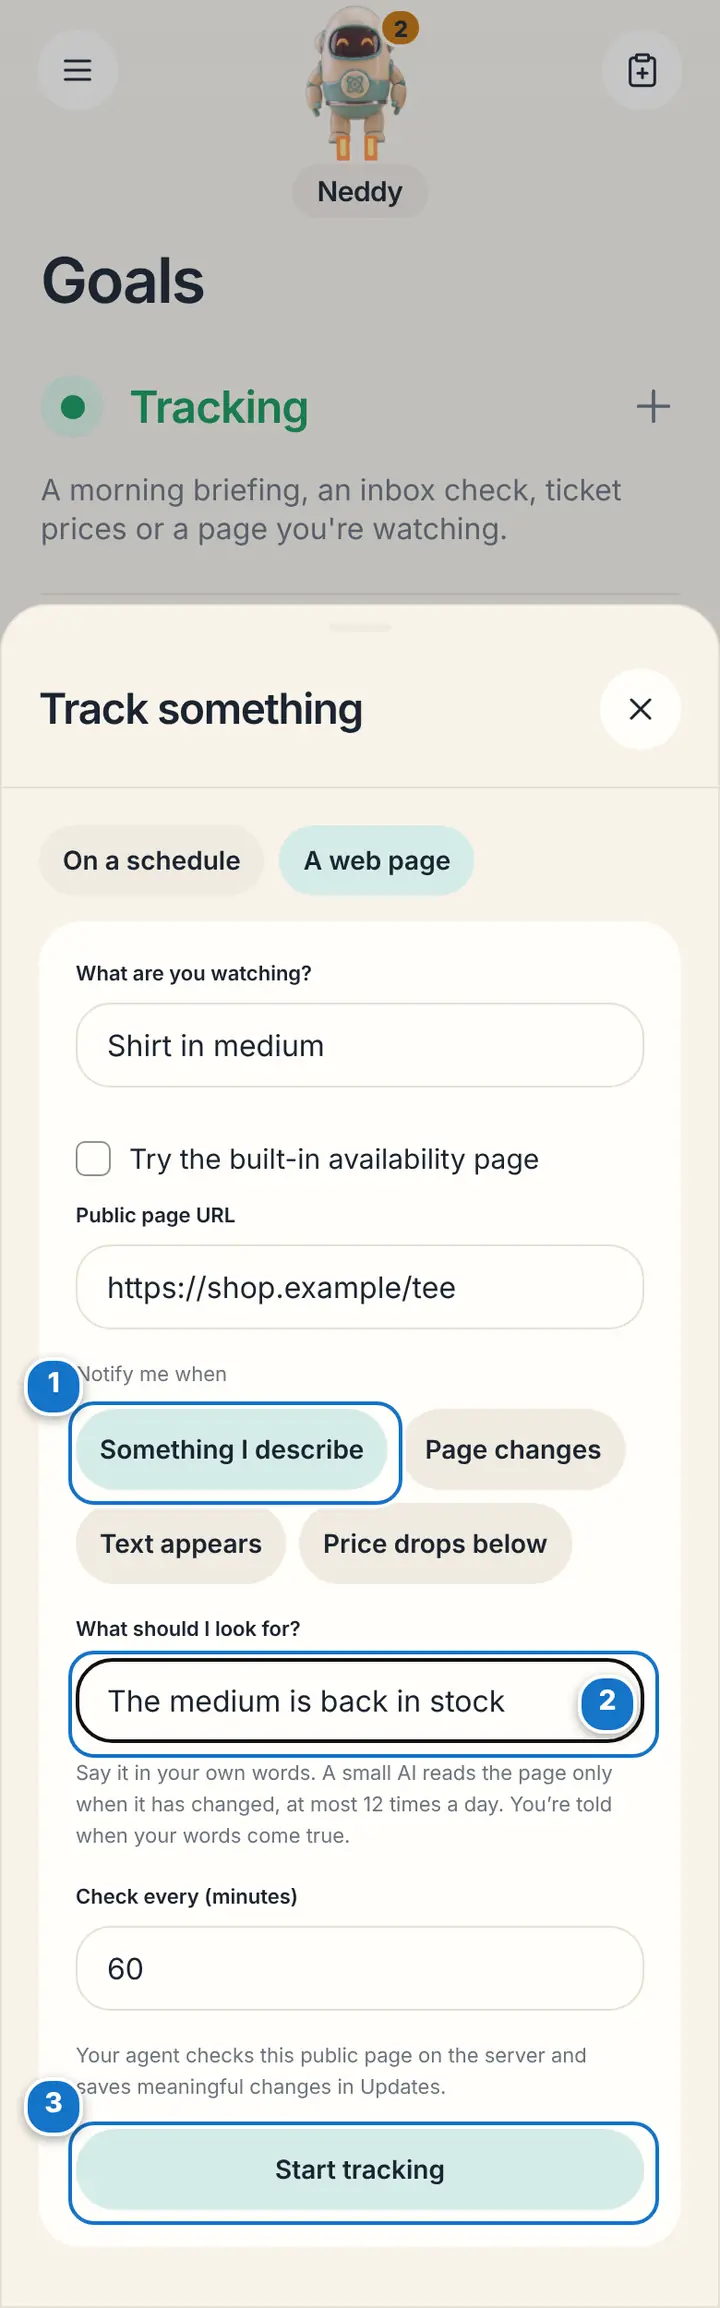 2
Neddy
Goals
Tracking
A morning briefing, an inbox check, ticket
prices or a page you're watching.
Track something
On a schedule
A web page
What are you watching?
Shirt in medium
Try the built-in availability page
Public page URL
https://shop.example/tee
1
Notify me when
Something I describe
Page changes
Text appears
Price drops below
What should I look for?
The medium is back in stock
2
Say it in your own words. A small AI reads the page only
when it has changed, at most 12 times a day. You’re told
when your words come true.
Check every (minutes)
60
Your agent checks this public page on the server and
saves meaningful changes in Updates.
3
Start tracking